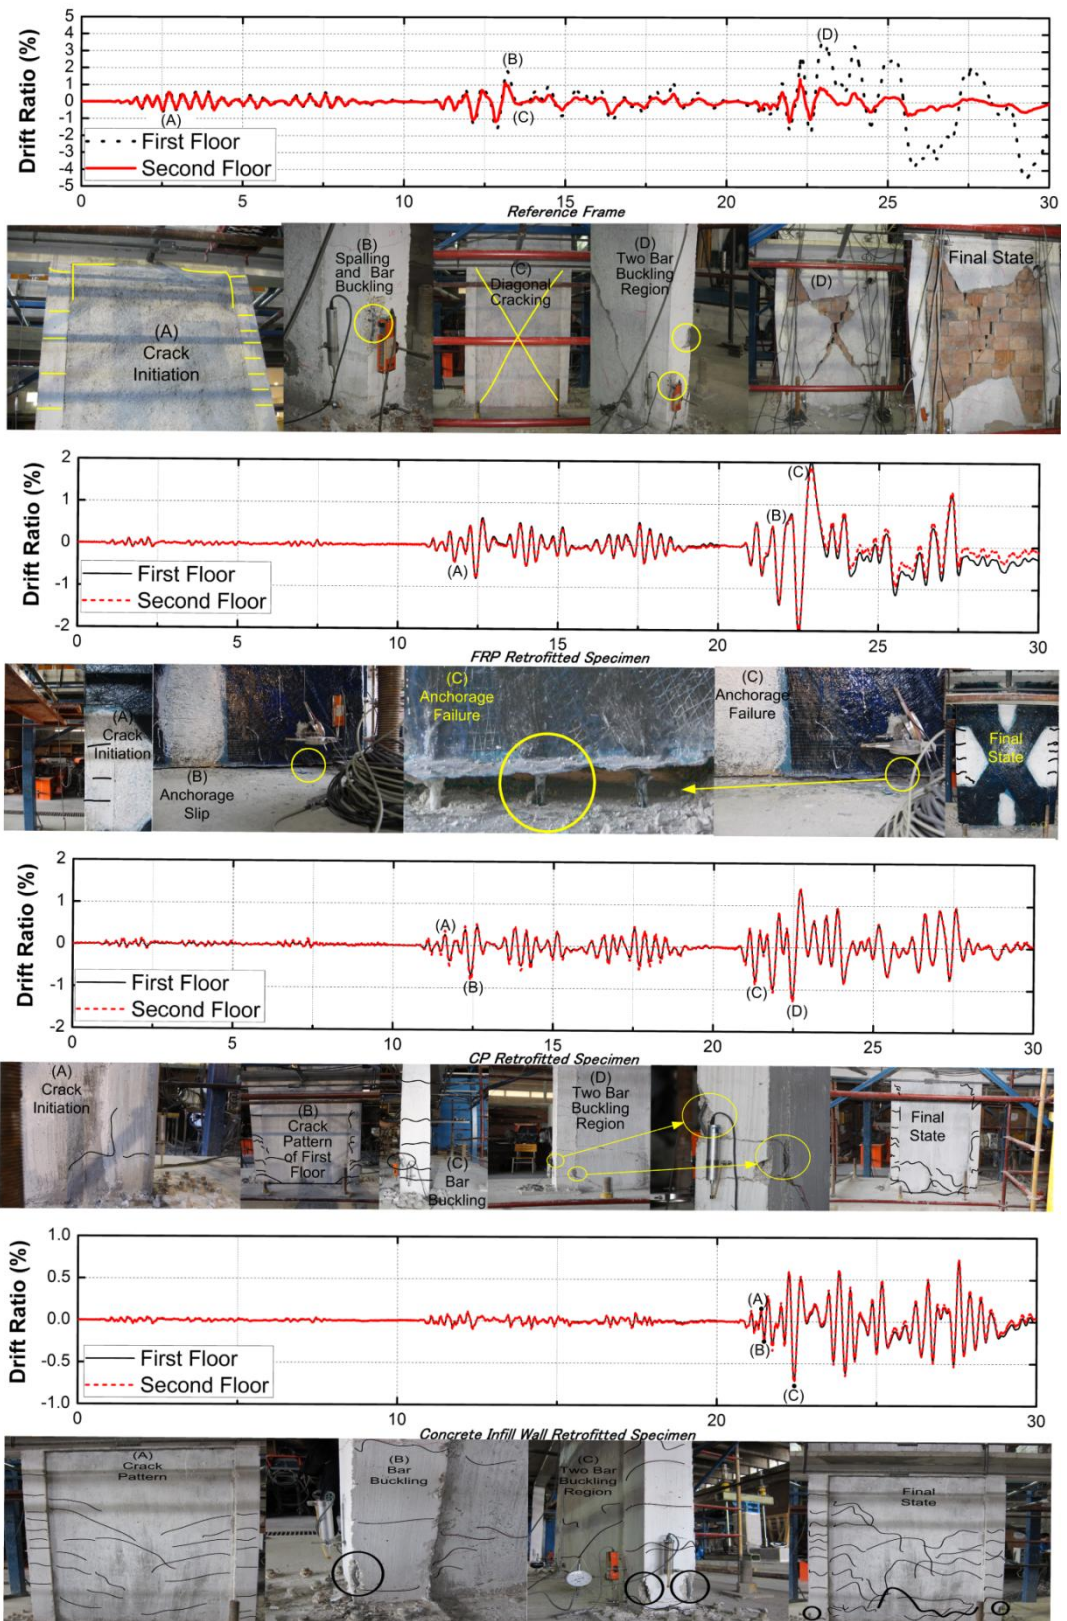 Drift Ratio (%)
5
4
3
2
1
0
-1
-2
-3
-4
-5
(A)
(B)
(C)
(D)
First Floor
Second Floor
0 5 10 15 20 25 30
Reference Frame
(A)
Crack
Initiation
(B)
Spalling
and Bar
Buckling
(C)
Diagonal
Cracking
(D)
Two Bar
Buckling
Region
(D)
Final State
Drift Ratio (%)
2
1
0
-1
-2
(A)
(B)
(C)
First Floor
Second Floor
0 5 10 15 20 25 30
FRP Retrofitted Specimen
(A)
Crack
Initiation
(B)
Anchorage
Slip
(C)
Anchorage
Failure
(C)
Anchorage
Failure
Final
State
Drift Ratio (%)
2
1
0
-1
-2
(A)
(B)
(C)
(D)
First Floor
Second Floor
0 5 10 15 20 25 30
CP Retrofitted Specimen
(A)
Crack
Initiation
(B)
Crack
Pattern
of First
Floor
(C)
Bar
Buckling
(D)
Two Bar
Buckling
Region
Final
State
Drift Ratio (%)
1.0
0.5
0.0
-0.5
-1.0
(A)
(B)
(C)
First Floor
Second Floor
0 5 10 15 20 25 30
Concrete Infill Wall Retrofitted Specimen
(A)
Crack
Pattern
(B)
Bar
Buckling
(C)
Two Bar
Buckling
Region
Final
State